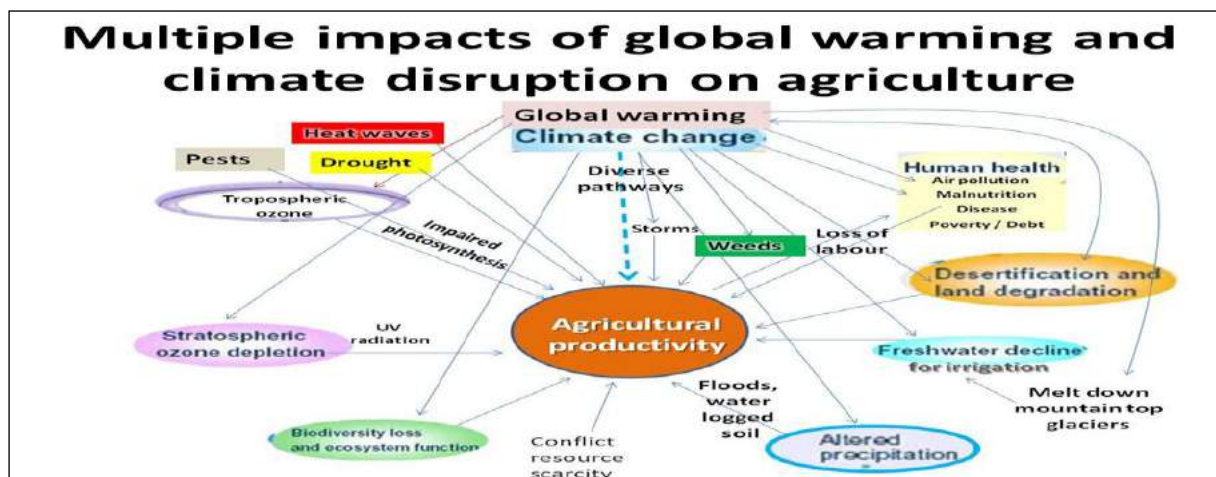 Multiple impacts of global warming and
climate disruption on agriculture
Global warming
Climate change
Heat waves
Pests
Drought
Tropospheric
ozone
Diverse
pathways
Human health
Air pollution
Malnutrition
Disease
Poverty / Debt
Impaired
photosynthesis
Storms
Weeds
Loss of
labour
Desertification and
land degradation
Stratospheric
ozone depletion
UV
radiation
Agricultural
productivity
Freshwater decline
for irrigation
Melt down
mountain top
glaciers
Floods,
water
logged
soil
Biodiversity loss
and ecosystem function
Conflict
resource
scarcity
Altered
precipitation